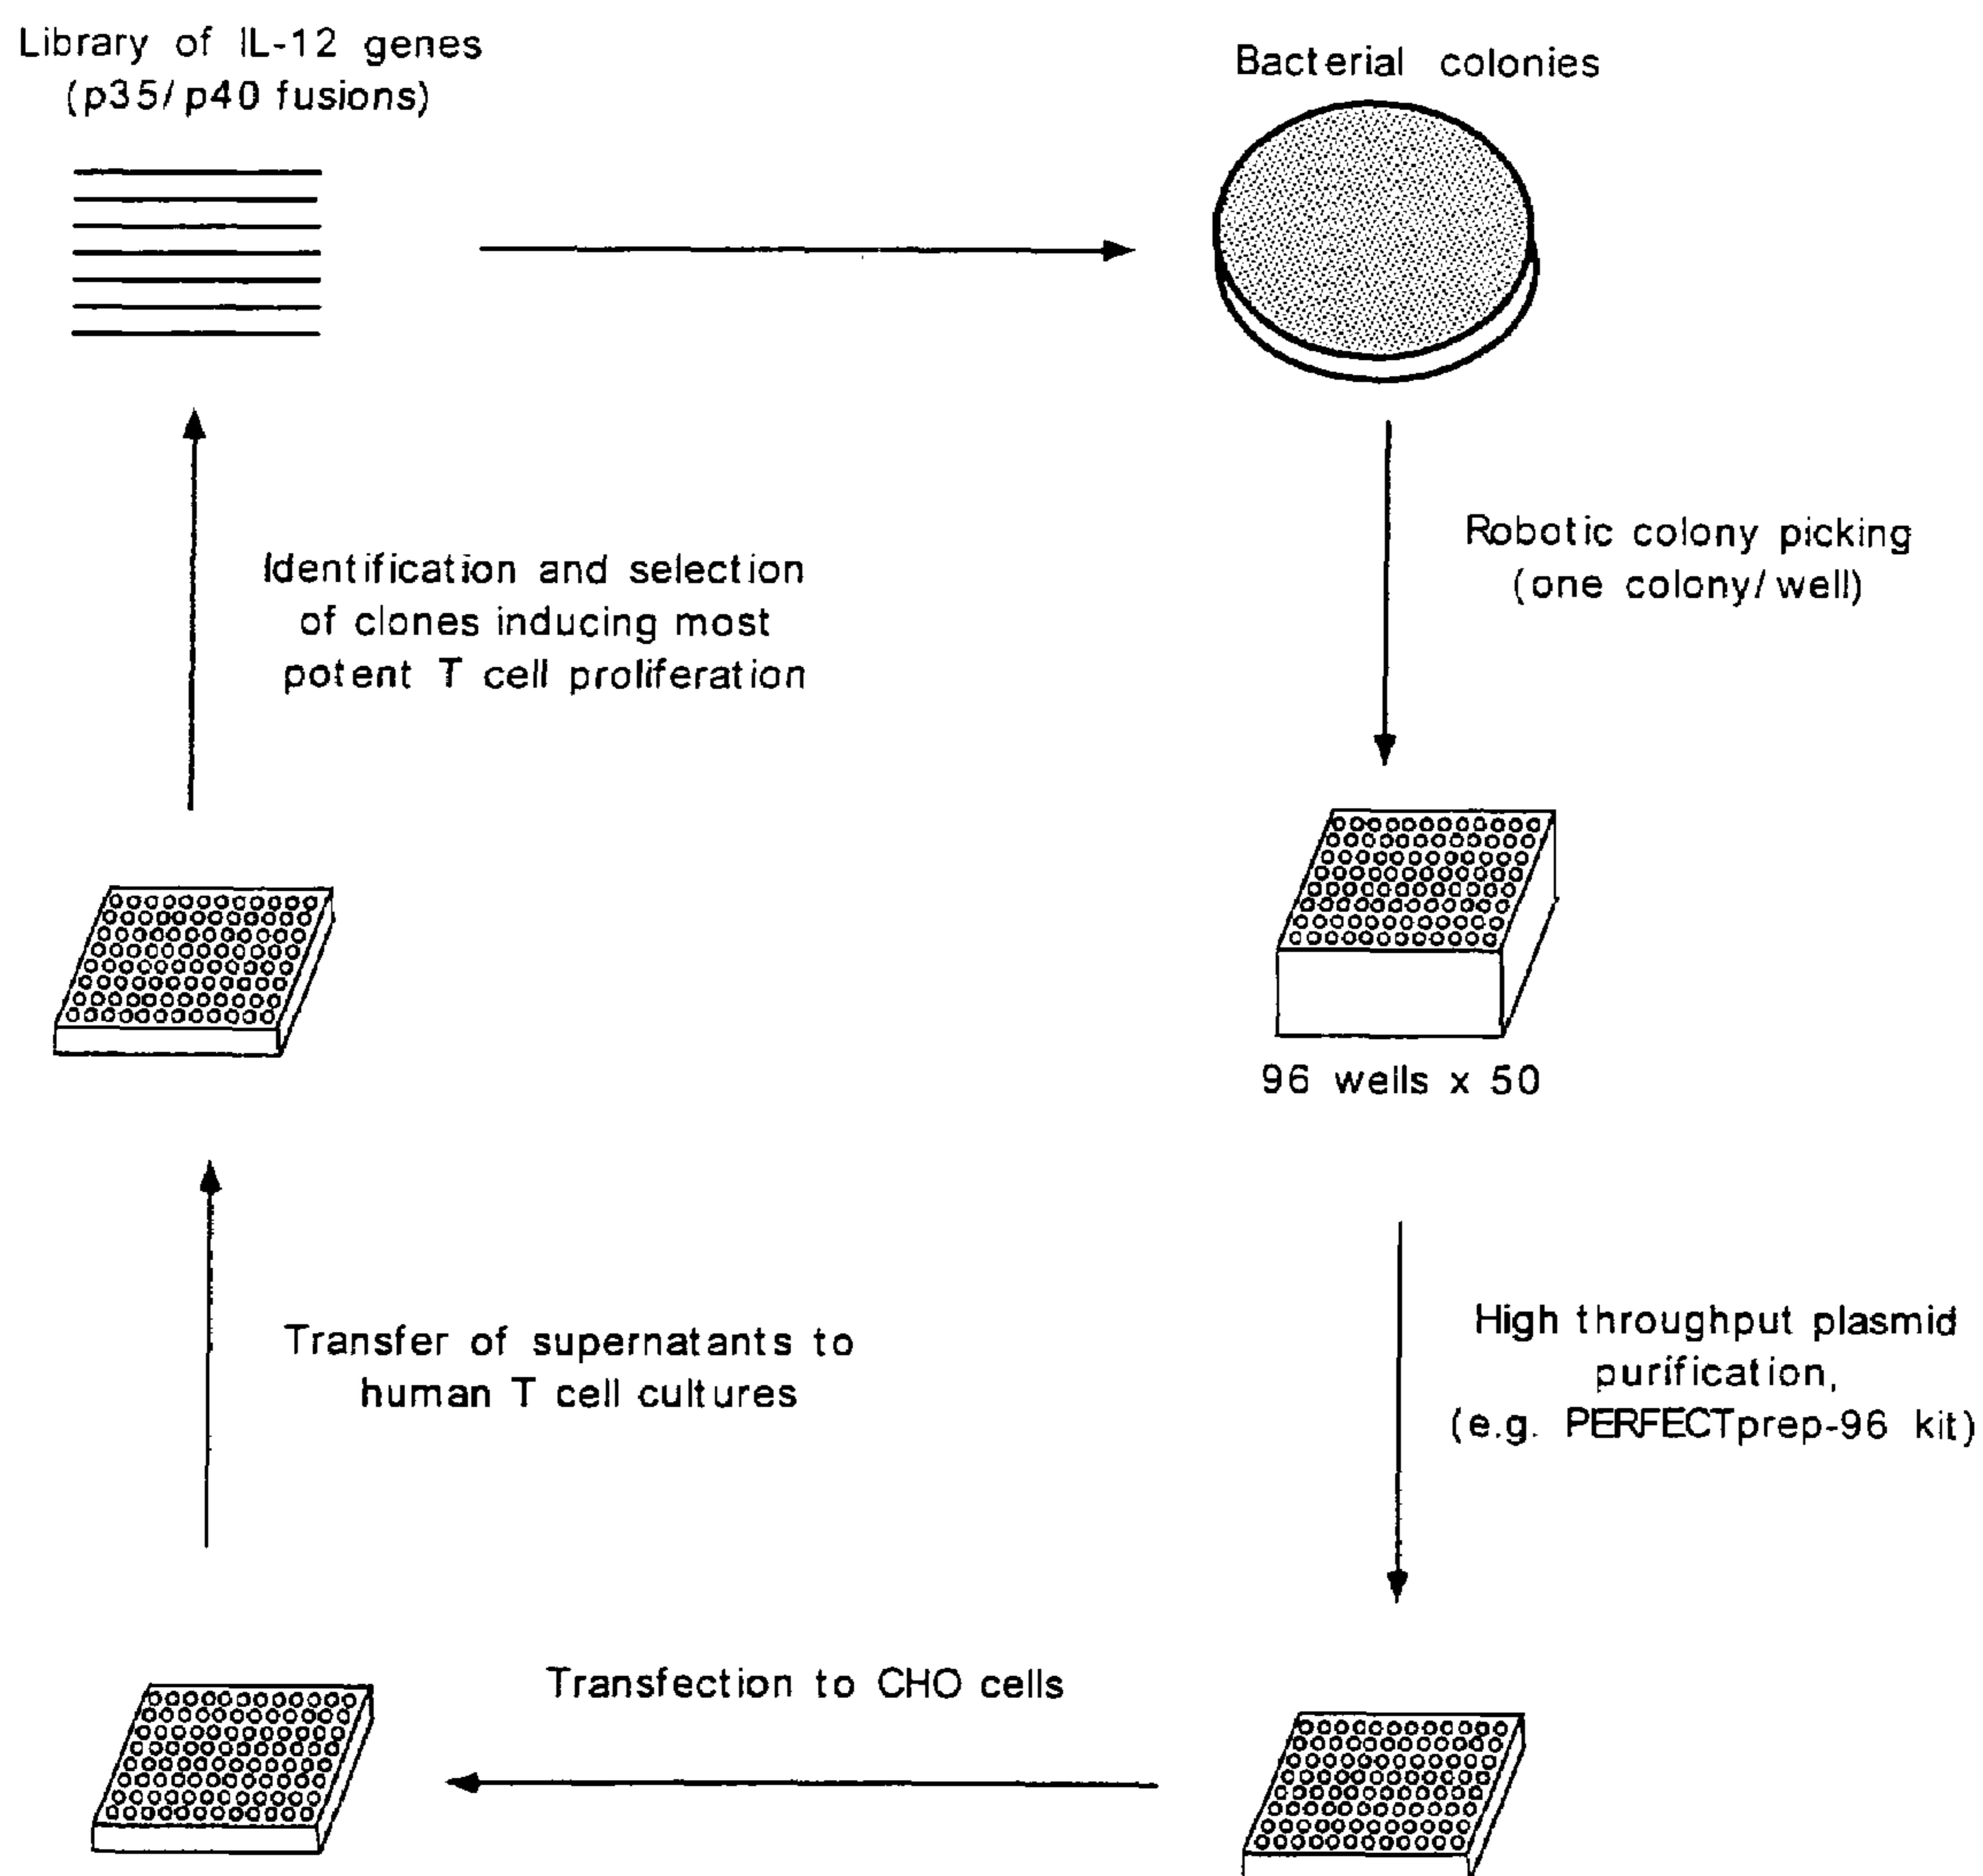 Library of IL-12 genes
(p35/p40 fusions)
Bacterial colonies
Robotic colony picking
(one colony/well)
Identification and selection
of clones inducing most
potent T cell proliferation
96 wells x 50
High throughput plasmid
purification,
(e.g. PERFECTprep-96 kit)
Transfer of supernatants to
human T cell cultures
Transfection to CHO cells